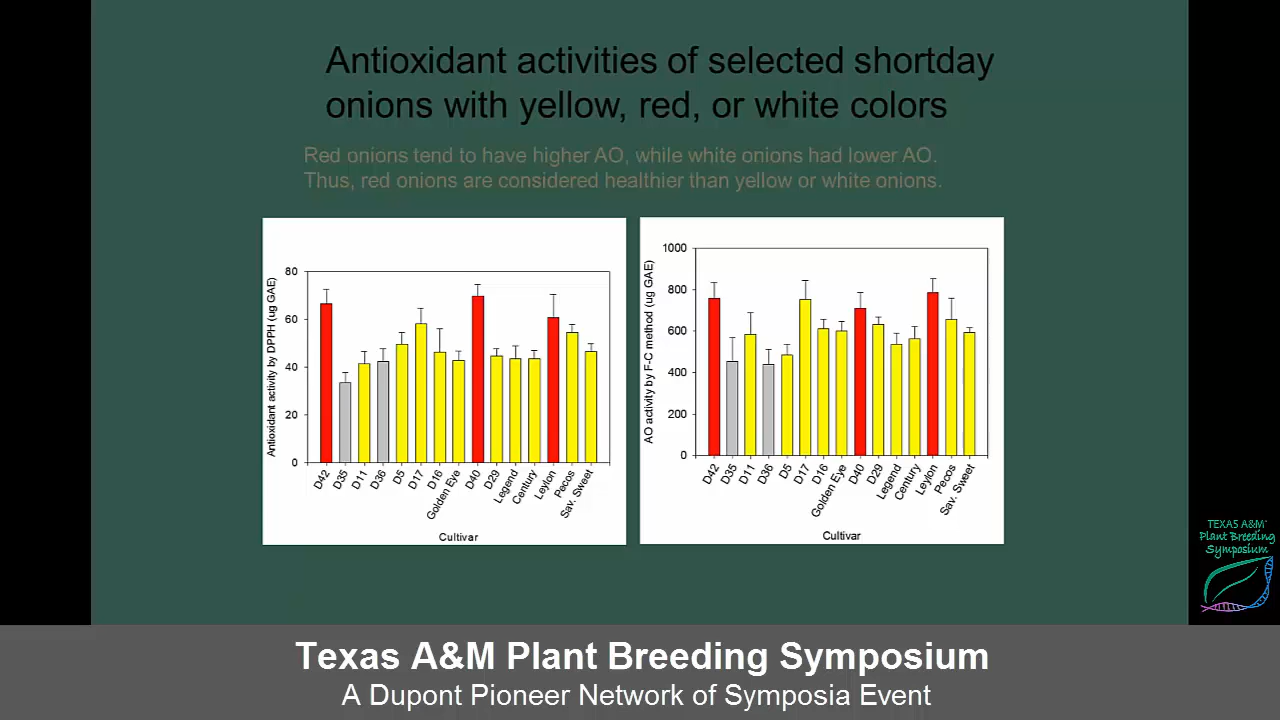 Antioxidant activities of selected shortday
onions with yellow, red, or white colors
Red onions tend to have higher AO, while white onions had lower AO.
Thus, red onions are considered healthier than yellow or white onions.
Antioxidant activity by DPPH (ug GAE)
80
60
40
20
0
D42
D35
D11
D36
D5
D17
D16
Golden Eye
D40
D29
Legend
Century
Leylon
Pecos
Sav. Sweet
Cultivar
AO activity by F-C method (ug GAE)
1000
800
600
400
200
0
D42
D35
D11
D36
D5
D17
D16
Golden Eye
D40
D29
Legend
Century
Leylon
Pecos
Sav. Sweet
Cultivar
TEXAS A&M
Plant Breeding
Symposium
Texas A&M Plant Breeding Symposium
A Dupont Pioneer Network of Symposia Event